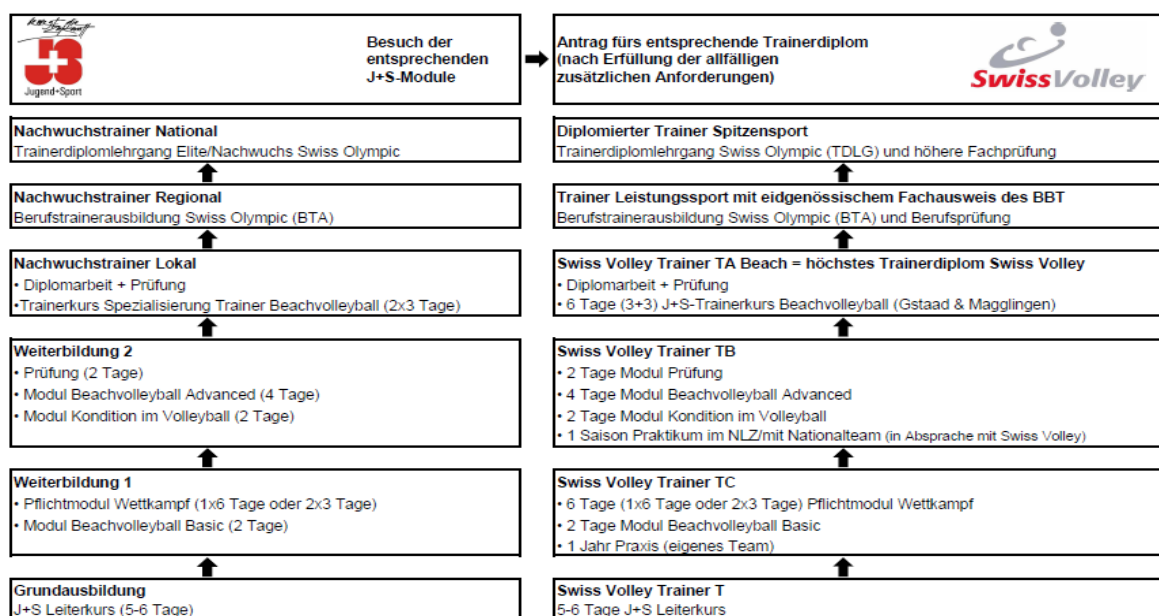 J+S
Jugend+Sport
Besuch der
entsprechenden
J+S-Module
Antrag fürs entsprechende Trainerdiplom
(nach Erfüllung der allfälligen
zusätzlichen Anforderungen)
SwissVolley
Nachwuchstrainer National
Trainerdiplomlehrgang Elite/Nachwuchs Swiss Olympic
Diplomierter Trainer Spitzensport
Trainerdiplomlehrgang Swiss Olympic (TDLG) und höhere Fachprüfung
Nachwuchstrainer Regional
Berufstrainerausbildung Swiss Olympic (BTA)
Trainer Leistungssport mit eidgenössischem Fachausweis des BBT
Berufstrainerausbildung Swiss Olympic (BTA) und Berufsprüfung
Nachwuchstrainer Lokal
• Diplomarbeit + Prüfung
•Trainerkurs Spezialisierung Trainer Beachvolleyball (2x3 Tage)
Swiss Volley Trainer TA Beach = höchstes Trainerdiplom Swiss Volley
• Diplomarbeit + Prüfung
• 6 Tage (3+3) J+S-Trainerkurs Beachvolleyball (Gstaad & Magglingen)
Weiterbildung 2
• Prüfung (2 Tage)
• Modul Beachvolleyball Advanced (4 Tage)
• Modul Kondition im Volleyball (2 Tage)
Swiss Volley Trainer TB
• 2 Tage Modul Prüfung
• 4 Tage Modul Beachvolleyball Advanced
• 2 Tage Modul Kondition im Volleyball
• 1 Saison Praktikum im NLZ/mit Nationalteam (in Absprache mit Swiss Volley)
Weiterbildung 1
• Pflichtmodul Wettkampf (1x6 Tage oder 2x3 Tage)
• Modul Beachvolleyball Basic (2 Tage)
Swiss Volley Trainer TC
• 6 Tage (1x6 Tage oder 2x3 Tage) Pflichtmodul Wettkampf
• 2 Tage Modul Beachvolleyball Basic
• 1 Jahr Praxis (eigenes Team)
Grundausbildung
J+S Leiterkurs (5-6 Tage)
Swiss Volley Trainer T
5-6 Tage J+S Leiterkurs